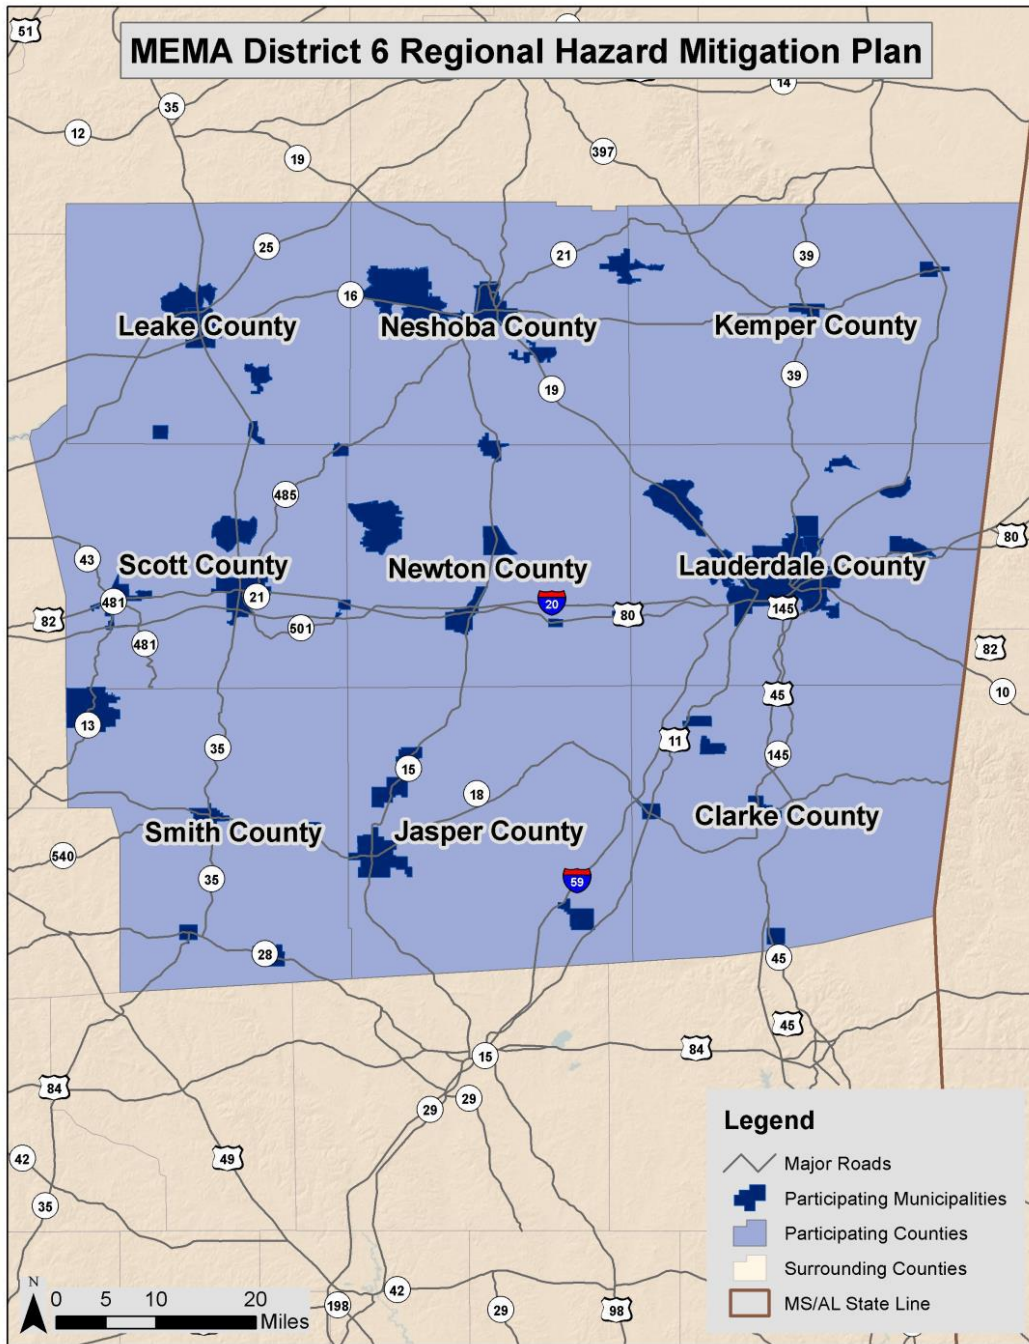 51
MEMA District 6 Regional Hazard Mitigation Plan
14
35
12
19
397
25
21
39
16
Leake County
Neshoba County
Kemper County
19
39
485
43
80
Scott County
Newton County
Lauderdale County
481
21
20
82
501
80
145
481
82
45
10
13
35
11
15
145
18
Smith County
Jasper County
Clarke County
540
35
59
28
45
45
15
84
84
29
29
42
49
35
42
198
29
98
Legend
Major Roads
Participating Municipalities
Participating Counties
Surrounding Counties
MS/AL State Line
N
0 5 10 20
Miles